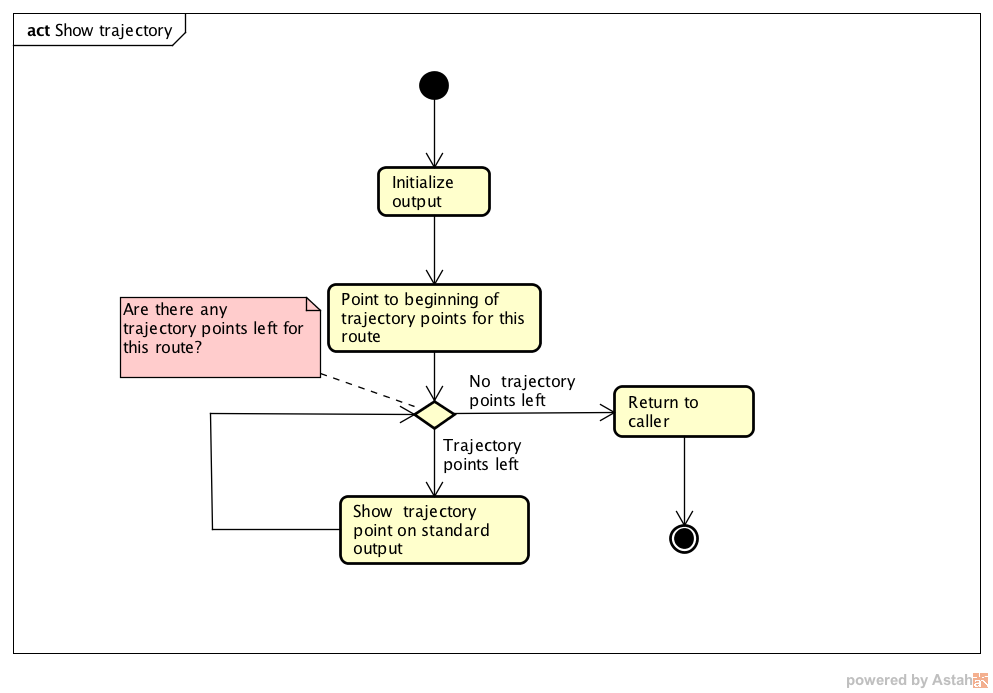 act Show trajectory
Initialize
output
Point to beginning of
trajectory points for this
route
Are there any
trajectory points left for
this route?
No  trajectory
points left
Return to
caller
Trajectory
points left
Show  trajectory
point on standard
output
powered by Astah